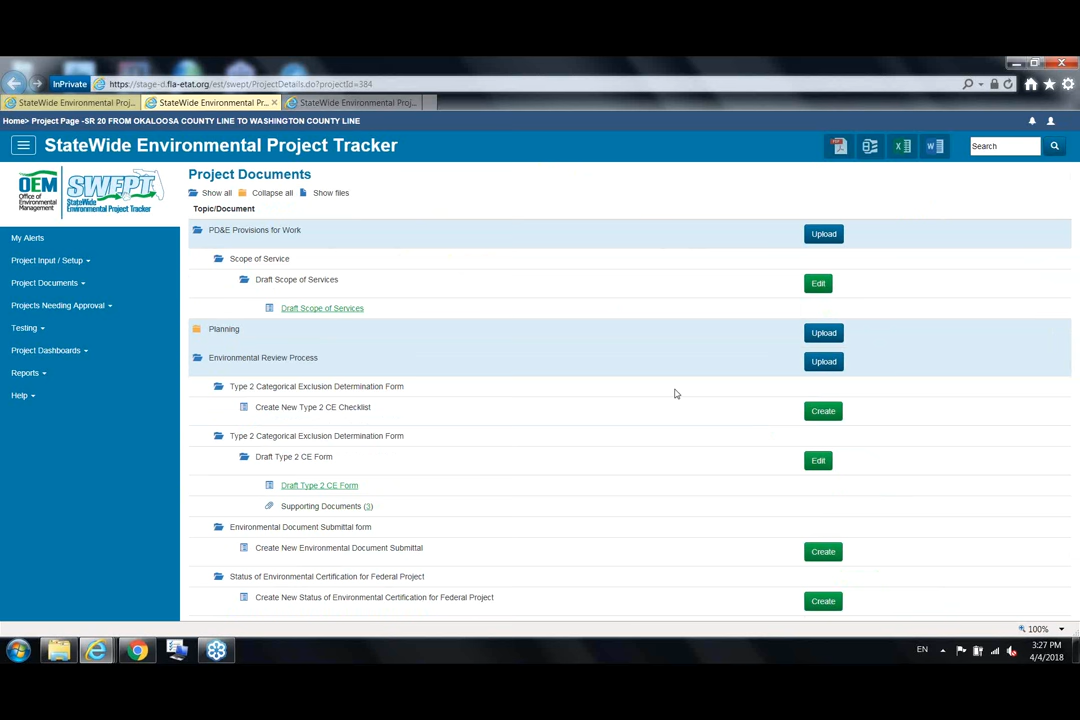 InPrivate
https://stage-d.fla-etat.org/est/swept/ProjectDetails.do?projectId=384
StateWide Environmental Proj...
StateWide Environmental Pr...
StateWide Environmental Proj...
Home> Project Page -SR 20 FROM OKALOOSA COUNTY LINE TO WASHINGTON COUNTY LINE
StateWide Environmental Project Tracker
Search
OEM
Office of
Environmental
Management
SWEPT
StateWide
Environmental Project Tracker
My Alerts
Project Input / Setup
Project Documents
Projects Needing Approval
Testing
Project Dashboards
Reports
Help
Project Documents
Show all
Collapse all
Show files
Topic/Document
PD&E Provisions for Work
Upload
Scope of Service
Draft Scope of Services
Edit
Draft Scope of Services
Planning
Upload
Environmental Review Process
Upload
Type 2 Categorical Exclusion Determination Form
Create New Type 2 CE Checklist
Create
Type 2 Categorical Exclusion Determination Form
Draft Type 2 CE Form
Edit
Draft Type 2 CE Form
Supporting Documents (3)
Environmental Document Submittal form
Create New Environmental Document Submittal
Create
Status of Environmental Certification for Federal Project
Create New Status of Environmental Certification for Federal Project
Create
100%
EN
3:27 PM
4/4/2018